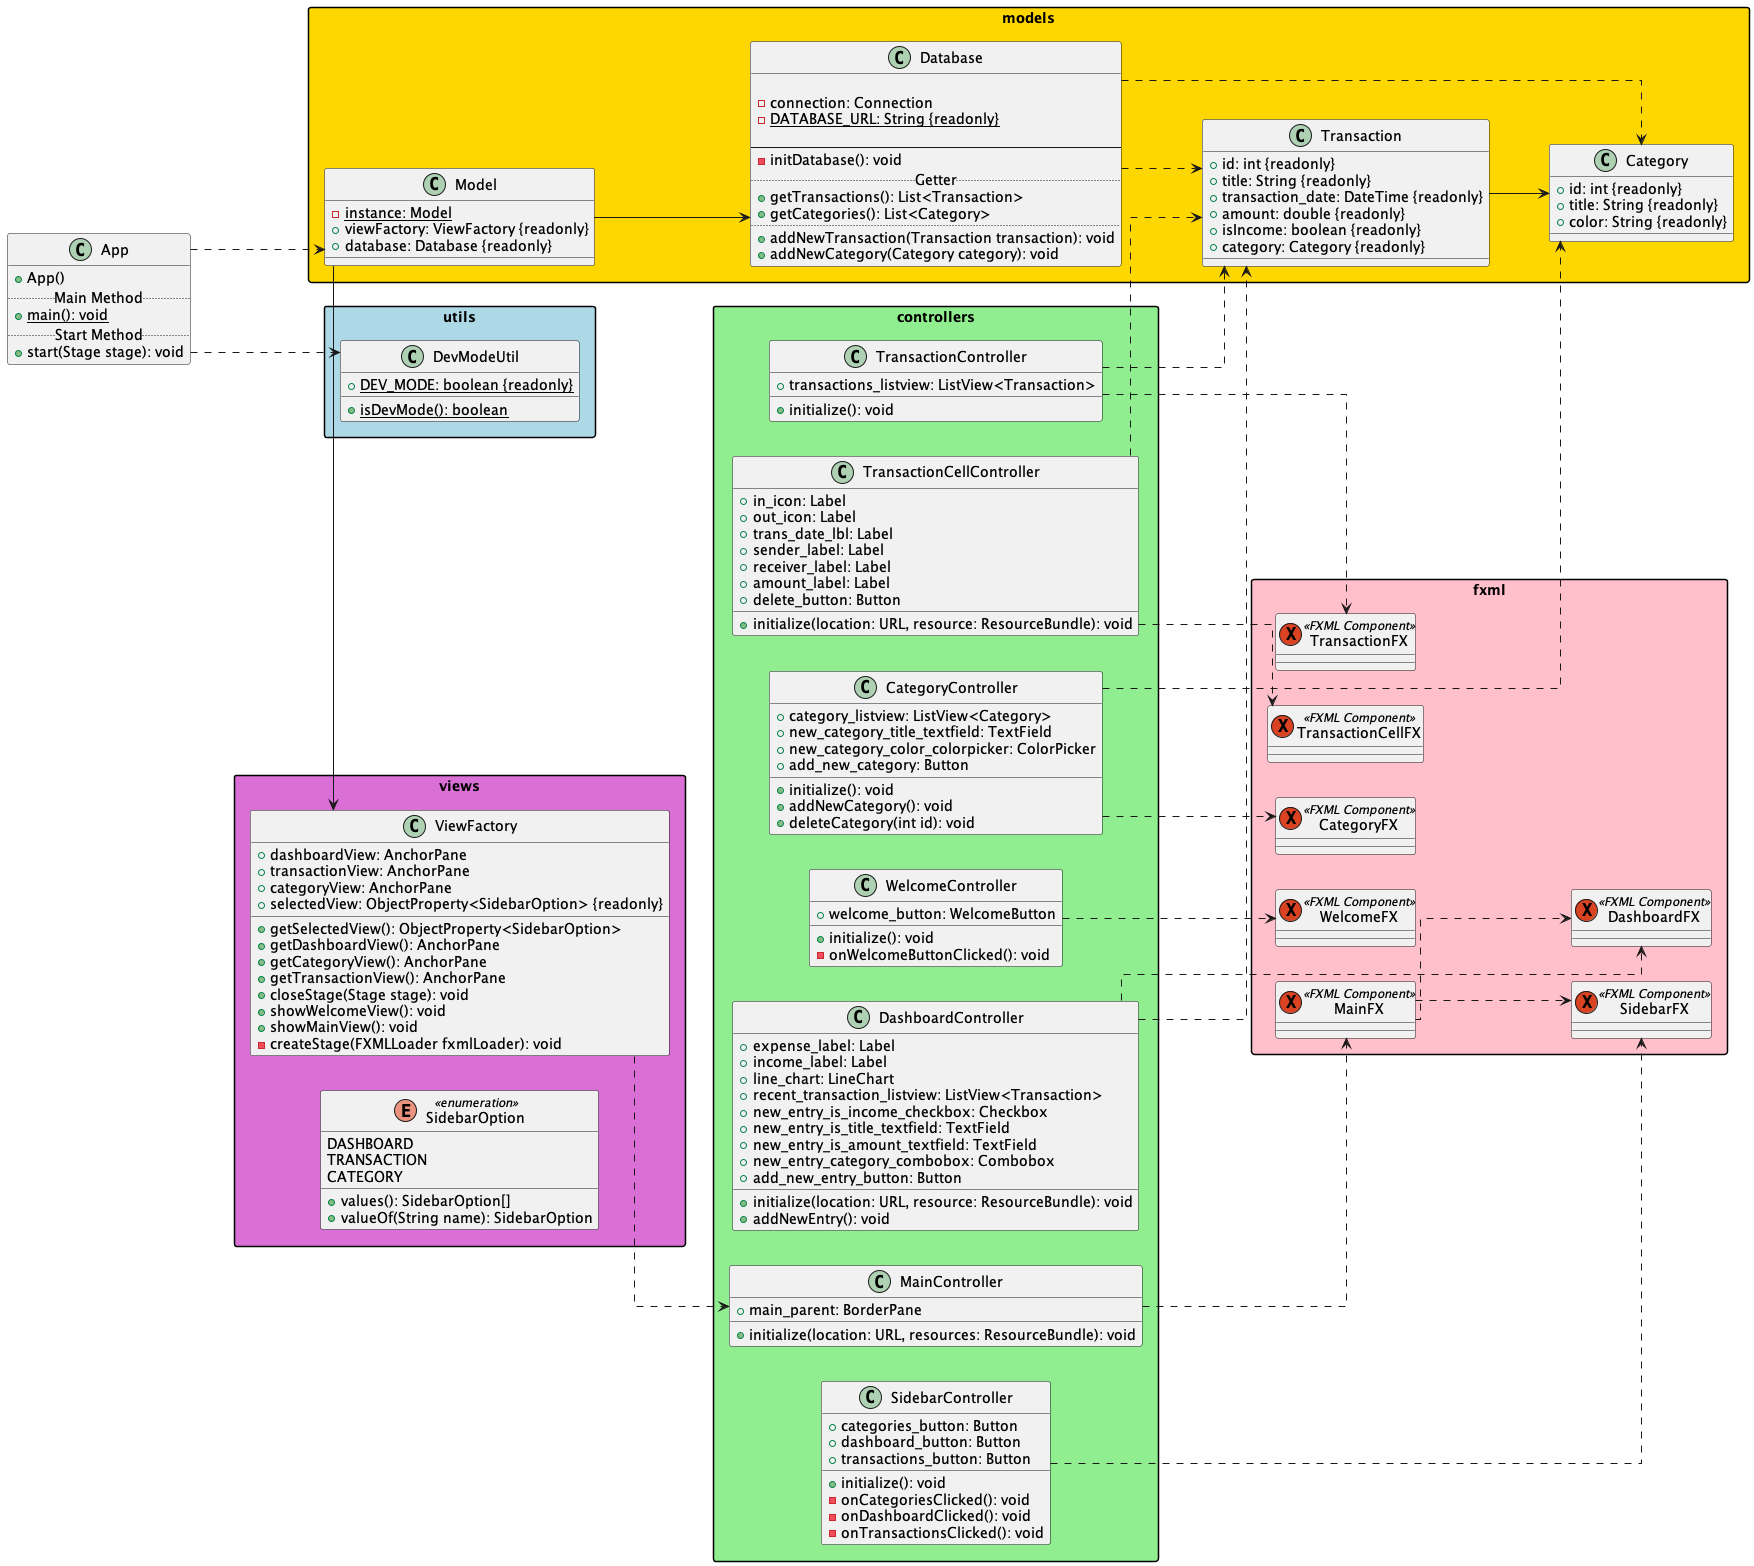 models
C Database
connection: Connection
DATABASE_URL: String {readonly}
initDatabase(): void
Getter
getTransactions(): List<Transaction>
getCategories(): List<Category>
addNewTransaction(Transaction transaction): void
addNewCategory(Category category): void
C Transaction
id: int {readonly}
title: String {readonly}
transaction_date: DateTime {readonly}
amount: double {readonly}
isIncome: boolean {readonly}
category: Category {readonly}
C Category
id: int {readonly}
title: String {readonly}
color: String {readonly}
C Model
instance: Model
viewFactory: ViewFactory {readonly}
database: Database {readonly}
C App
App()
Main Method
main(): void
Start Method
start(Stage stage): void
utils
C DevModeUtil
DEV_MODE: boolean {readonly}
isDevMode(): boolean
controllers
C TransactionController
transactions_listview: ListView<Transaction>
initialize(): void
C TransactionCellController
in_icon: Label
out_icon: Label
trans_date_lbl: Label
sender_label: Label
receiver_label: Label
amount_label: Label
delete_button: Button
initialize(location: URL, resource: ResourceBundle): void
C CategoryController
category_listview: ListView<Category>
new_category_title_textfield: TextField
new_category_color_colorpicker: ColorPicker
add_new_category: Button
initialize(): void
addNewCategory(): void
deleteCategory(int id): void
C WelcomeController
welcome_button: WelcomeButton
initialize(): void
onWelcomeButtonClicked(): void
C DashboardController
expense_label: Label
income_label: Label
line_chart: LineChart
recent_transaction_listview: ListView<Transaction>
new_entry_is_income_checkbox: Checkbox
new_entry_is_title_textfield: TextField
new_entry_is_amount_textfield: TextField
new_entry_category_combobox: Combobox
add_new_entry_button: Button
initialize(location: URL, resource: ResourceBundle): void
addNewEntry(): void
C MainController
main_parent: BorderPane
initialize(location: URL, resources: ResourceBundle): void
C SidebarController
categories_button: Button
dashboard_button: Button
transactions_button: Button
initialize(): void
onCategoriesClicked(): void
onDashboardClicked(): void
onTransactionsClicked(): void
fxml
X «FXML Component»
TransactionFX
X «FXML Component»
TransactionCellFX
X «FXML Component»
CategoryFX
X «FXML Component»
WelcomeFX
X «FXML Component»
DashboardFX
X «FXML Component»
MainFX
X «FXML Component»
SidebarFX
views
C ViewFactory
dashboardView: AnchorPane
transactionView: AnchorPane
categoryView: AnchorPane
selectedView: ObjectProperty<SidebarOption> {readonly}
getSelectedView(): ObjectProperty<SidebarOption>
getDashboardView(): AnchorPane
getCategoryView(): AnchorPane
getTransactionView(): AnchorPane
closeStage(Stage stage): void
showWelcomeView(): void
showMainView(): void
createStage(FXMLLoader fxmlLoader): void
E «enumeration»
SidebarOption
DASHBOARD
TRANSACTION
CATEGORY
values(): SidebarOption[]
valueOf(String name): SidebarOption